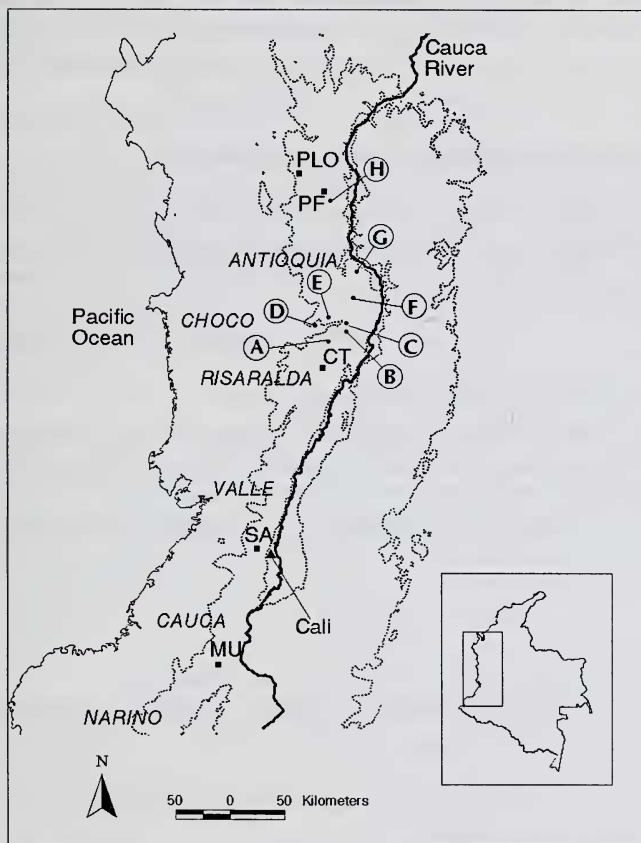 Cauca
River
PLO
H
PF
G
ANTIOQUIA
E
F
D
CHOCO
Pacific
Ocean
A
C
CT
B
RISARALDA
VALLE
SA
CAUCA
Cali
MU
NARINO
N
50 0 50 Kilometers